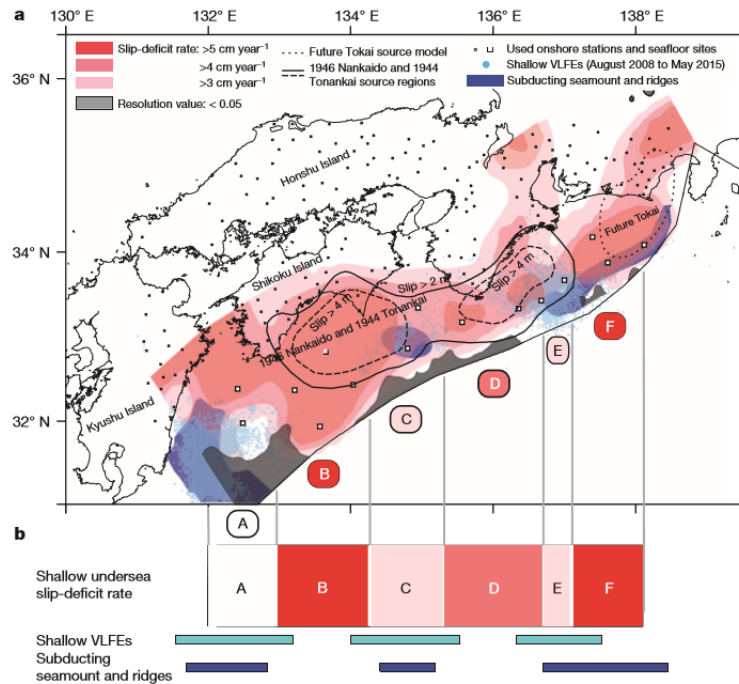 a
130° E 132° E 134° E 136° E 138° E
Slip-deficit rate: >5 cm year⁻¹
>4 cm year⁻¹
>3 cm year⁻¹
Resolution value: < 0.05
Future Tokai source model
1946 Nankaido and 1944
Tonankai source regions
Used onshore stations and seafloor sites
Shallow VLFEs (August 2008 to May 2015)
Subducting seamount and ridges
36° N
34° N
32° N
Honshu Island
Shikoku Island
Kyushu Island
Future Tokai
Slip > 2 m
Slip > 4 m
Slip > 1 m
1946 Nankaido and 1944 Tonankai
F
E
D
C
B
A
b
Shallow undersea
slip-deficit rate
A B C D E F
Shallow VLFEs
Subducting
seamount and ridges